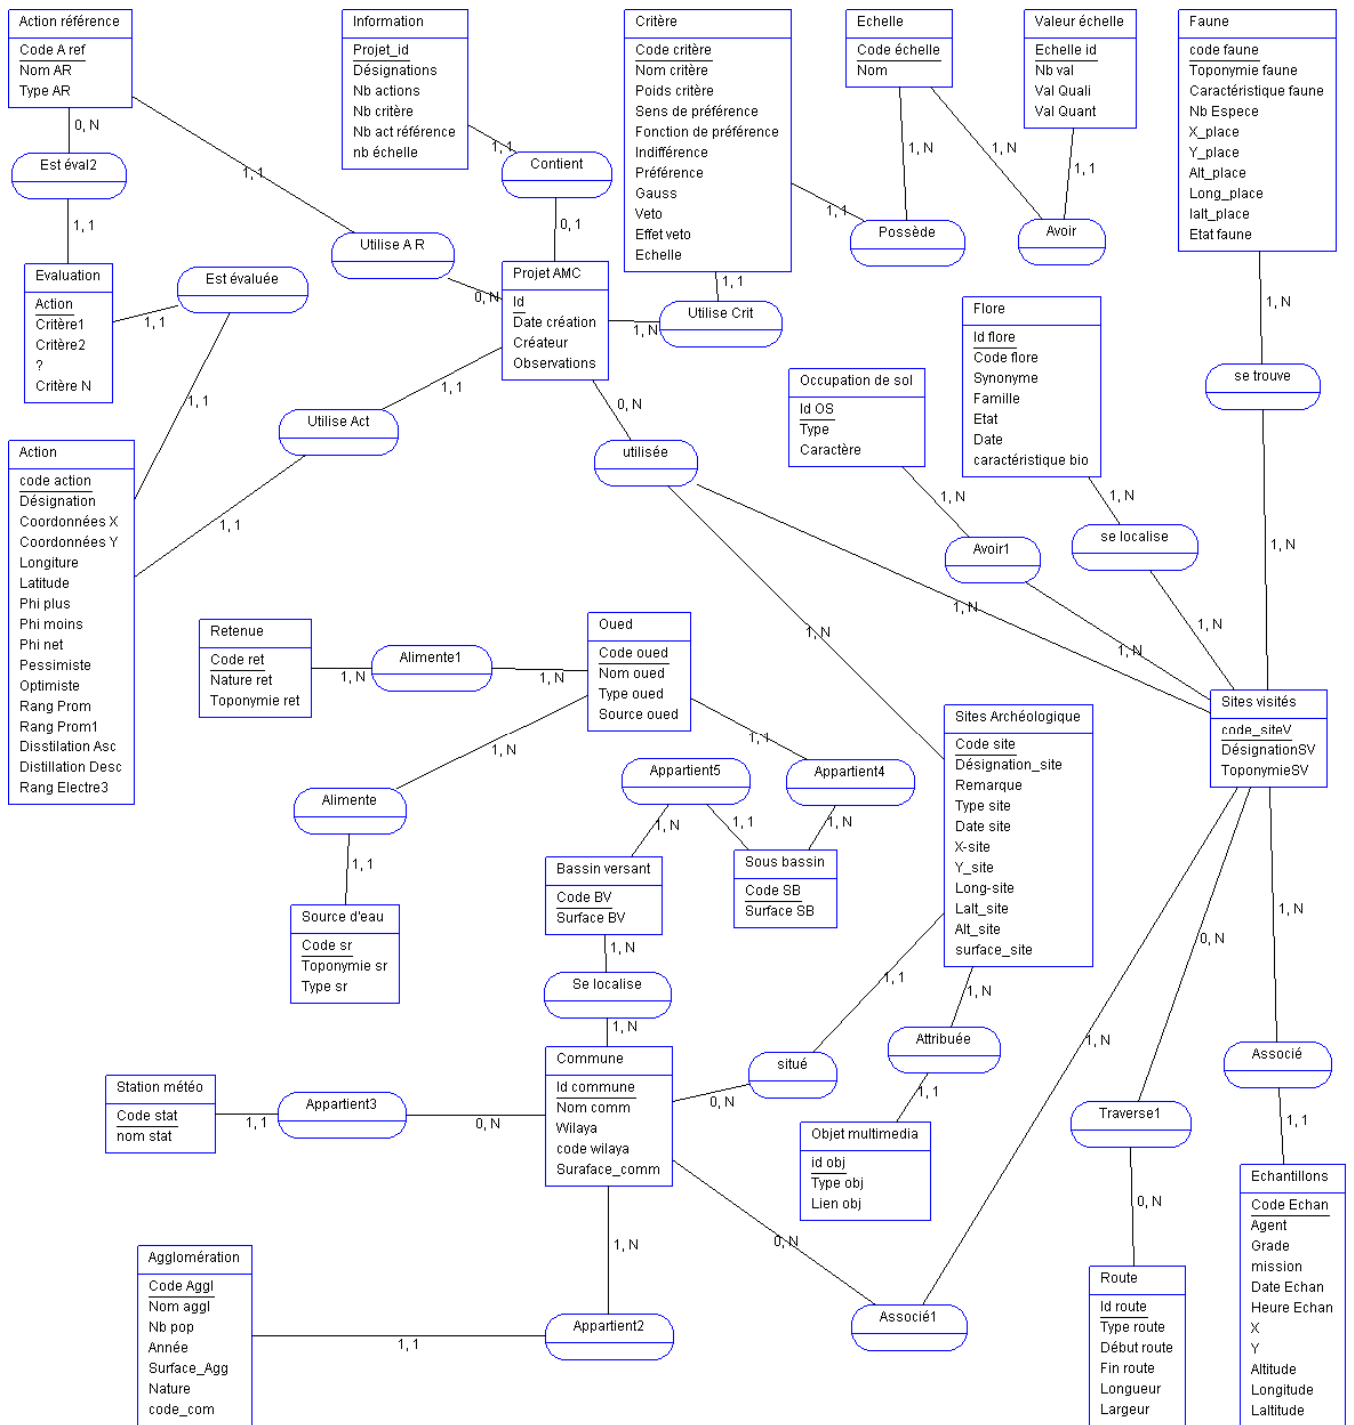 Action référence
Code A ref
Nom AR
Type AR
0, N
Est éval2
1, 1
1, 1
Information
Projet_id
Désignations
Nb actions
Nb critère
Nb act référence
nb échelle
1, 1
Contient
0, 1
Critère
Code critère
Nom critère
Poids critère
Sens de préférence
Fonction de préférence
Indifférence
Préférence
Gauss
Veto
Effet veto
Echelle
1, 1
1, 1
Echelle
Code échelle
Nom
1, N
1, N
Possède
Valeur échelle
Echelle id
Nb val
Val Quali
Val Quant
1, 1
Avoir
Faune
code faune
Toponymie faune
Caractéristique faune
Nb Espece
X_place
Y_place
Alt_place
Long_place
lalt_place
Etat faune
1, N
se trouve
1, N
Utilise A R
0, N
Evaluation
Action
Critère1
Critère2
?
Critère N
1, 1
Est évaluée
1, 1
Projet AMC
Id
Date création
Créateur
Observations
1, N
Utilise Crit
1, 1
Utilise Act
1, 1
0, N
utilisée
1, N
1, N
Occupation de sol
Id OS
Type
Caractère
1, N
Avoir1
1, N
Flore
Id flore
Code flore
Synonyme
Famille
Etat
Date
caractéristique bio
1, N
se localise
1, N
Action
code action
Désignation
Coordonnées X
Coordonnées Y
Longiture
Latitude
Phi plus
Phi moins
Phi net
Pessimiste
Optimiste
Rang Prom
Rang Prom1
Disstilation Asc
Distillation Desc
Rang Electre3
Retenue
Code ret
Nature ret
Toponymie ret
1, N
Alimente1
1, N
Oued
Code oued
Nom oued
Type oued
Source oued
1, N
1, 1
Alimente
1, 1
Source d'eau
Code sr
Toponymie sr
Type sr
Appartient5
1, N
1, 1
Appartient4
1, N
Bassin versant
Code BV
Surface BV
1, N
Sous bassin
Code SB
Surface SB
Se localise
1, N
Sites Archéologique
Code site
Désignation_site
Remarque
Type site
Date site
X-site
Y_site
Long-site
Lalt_site
Alt_site
surface_site
1, 1
1, N
Sites visités
code_siteV
DésignationSV
ToponymieSV
1, N
0, N
1, N
situé
0, N
Attribuée
1, 1
Objet multimedia
id obj
Type obj
Lien obj
Station météo
Code stat
nom stat
1, 1
Appartient3
0, N
Commune
Id commune
Nom comm
Wilaya
code wilaya
Suraface_comm
1, N
0, N
Associé1
Traverse1
0, N
Associé
1, 1
Agglomération
Code Aggl
Nom aggl
Nb pop
Année
Surface_Agg
Nature
code_com
1, 1
Appartient2
Route
Id route
Type route
Début route
Fin route
Longueur
Largeur
Echantillons
Code Echan
Agent
Grade
mission
Date Echan
Heure Echan
X
Y
Altitude
Longitude
Laltitude